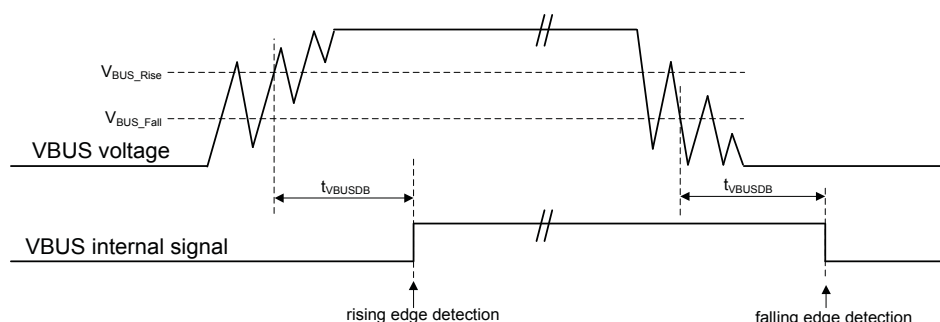 VBUS_Rise
VBUS_Fall
VBUS voltage
tVBUSDB
tVBUSDB
VBUS internal signal
rising edge detection
falling edge detection